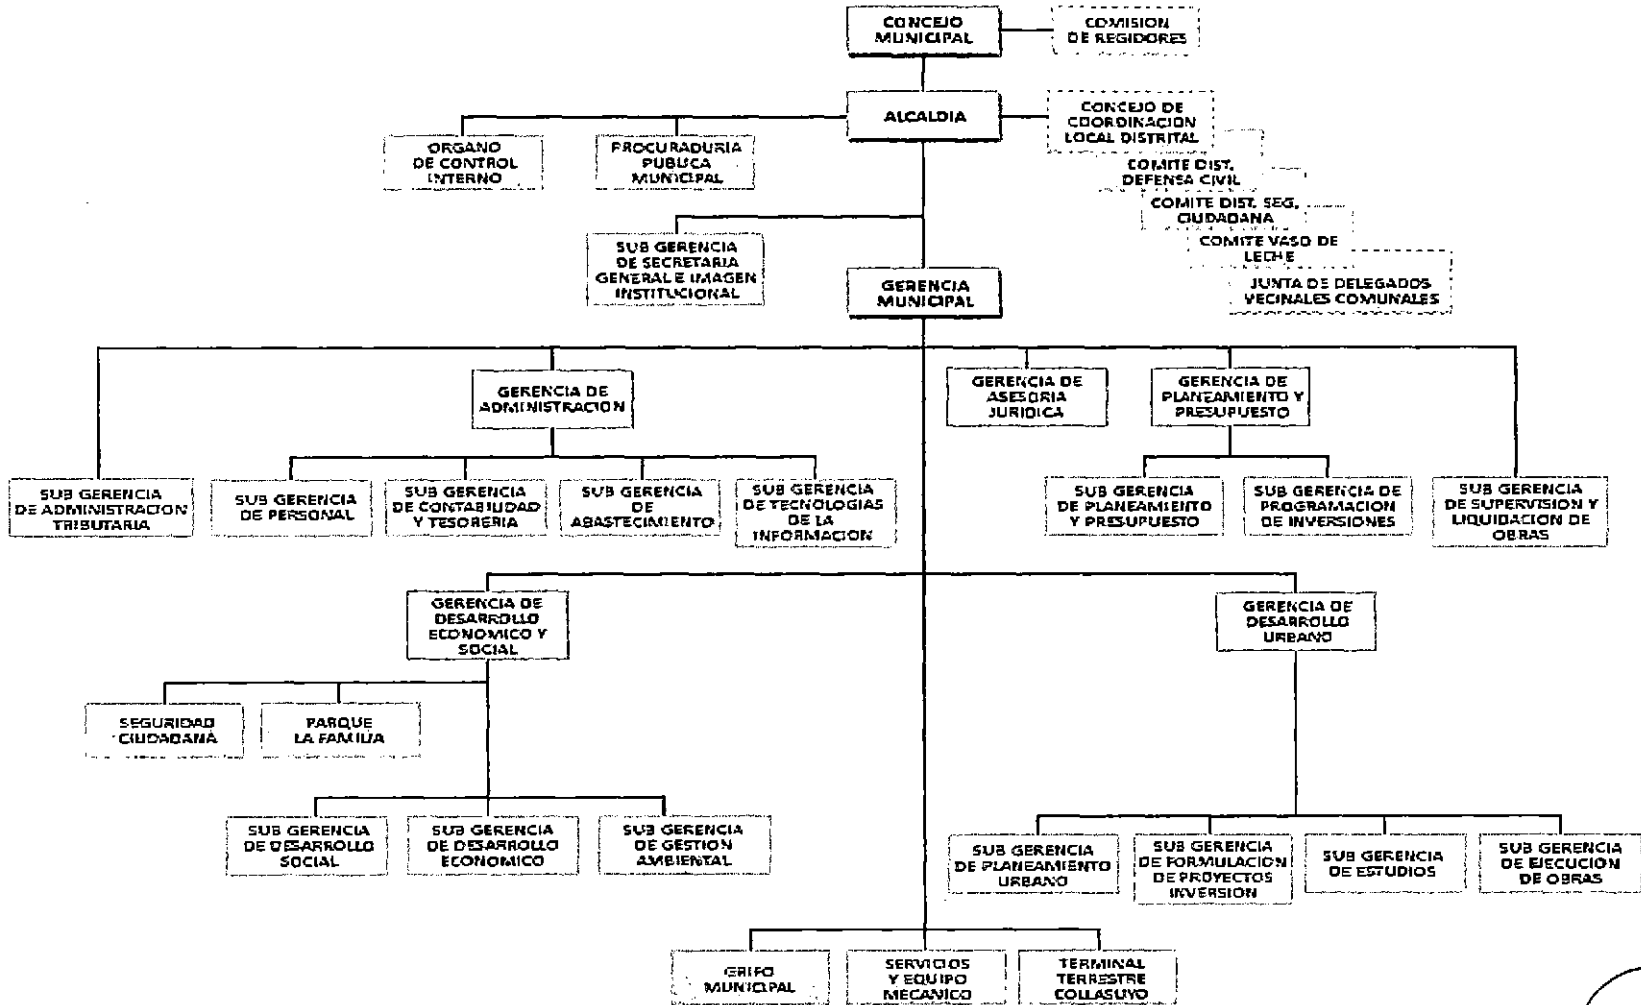 CONCEJO
MUNICIPAL
COMISION
DE REGIDORES
ALCALDIA
CONCEJO DE
COORDINACION
LOCAL DISTRITAL
ORGANO
DE CONTROL
INTERNO
PROCURADURIA
PUBLICA
MUNICIPAL
COMITE DIST.
DEFENSA CIVIL
COMITE DIST. SEG.
CIUDADANA
COMITE VASO DE
LECHE
JUNTA DE DELEGADOS
VECINALES COMUNALES
SUB GERENCIA
DE SECRETARIA
GENERAL E IMAGEN
INSTITUCIONAL
GERENCIA
MUNICIPAL
GERENCIA DE
ADMINISTRACION
GERENCIA DE
ASESORIA
JURIDICA
GERENCIA DE
PLANEAMIENTO Y
PRESUPUESTO
SUB GERENCIA
DE ADMINISTRACION
TRIBUTARIA
SUB GERENCIA
DE PERSONAL
SUB GERENCIA
DE CONTABILIDAD
Y TESORERIA
SUB GERENCIA
DE
ABASTECIMIENTO
SUB GERENCIA
DE TECNOLOGIAS
DE LA
INFORMACION
SUB GERENCIA
DE PLANEAMIENTO
Y PRESUPUESTO
SUB GERENCIA DE
PROGRAMACION
DE INVERSIONES
SUB GERENCIA
DE SUPERVISION Y
LIQUIDACION DE
OBRAS
GERENCIA DE
DESARROLLO
ECONOMICO Y
SOCIAL
GERENCIA DE
DESARROLLO
URBANO
SEGURIDAD
CIUDADANA
PARQUE
LA FAMILIA
SUB GERENCIA
DE DESARROLLO
SOCIAL
SUB GERENCIA
DE DESARROLLO
ECONOMICO
SUB GERENCIA
DE GESTION
AMBIENTAL
SUB GERENCIA
DE PLANEAMIENTO
URBANO
SUB GERENCIA
DE FORMULACION
DE PROYECTOS
INVERSION
SUB GERENCIA
DE ESTUDIOS
SUB GERENCIA
DE EJECUCION
DE OBRAS
GRIFO
MUNICIPAL
SERVICIOS
Y EQUIPO
MECANICO
TERMINAL
TERRESTRE
COLLASUYO